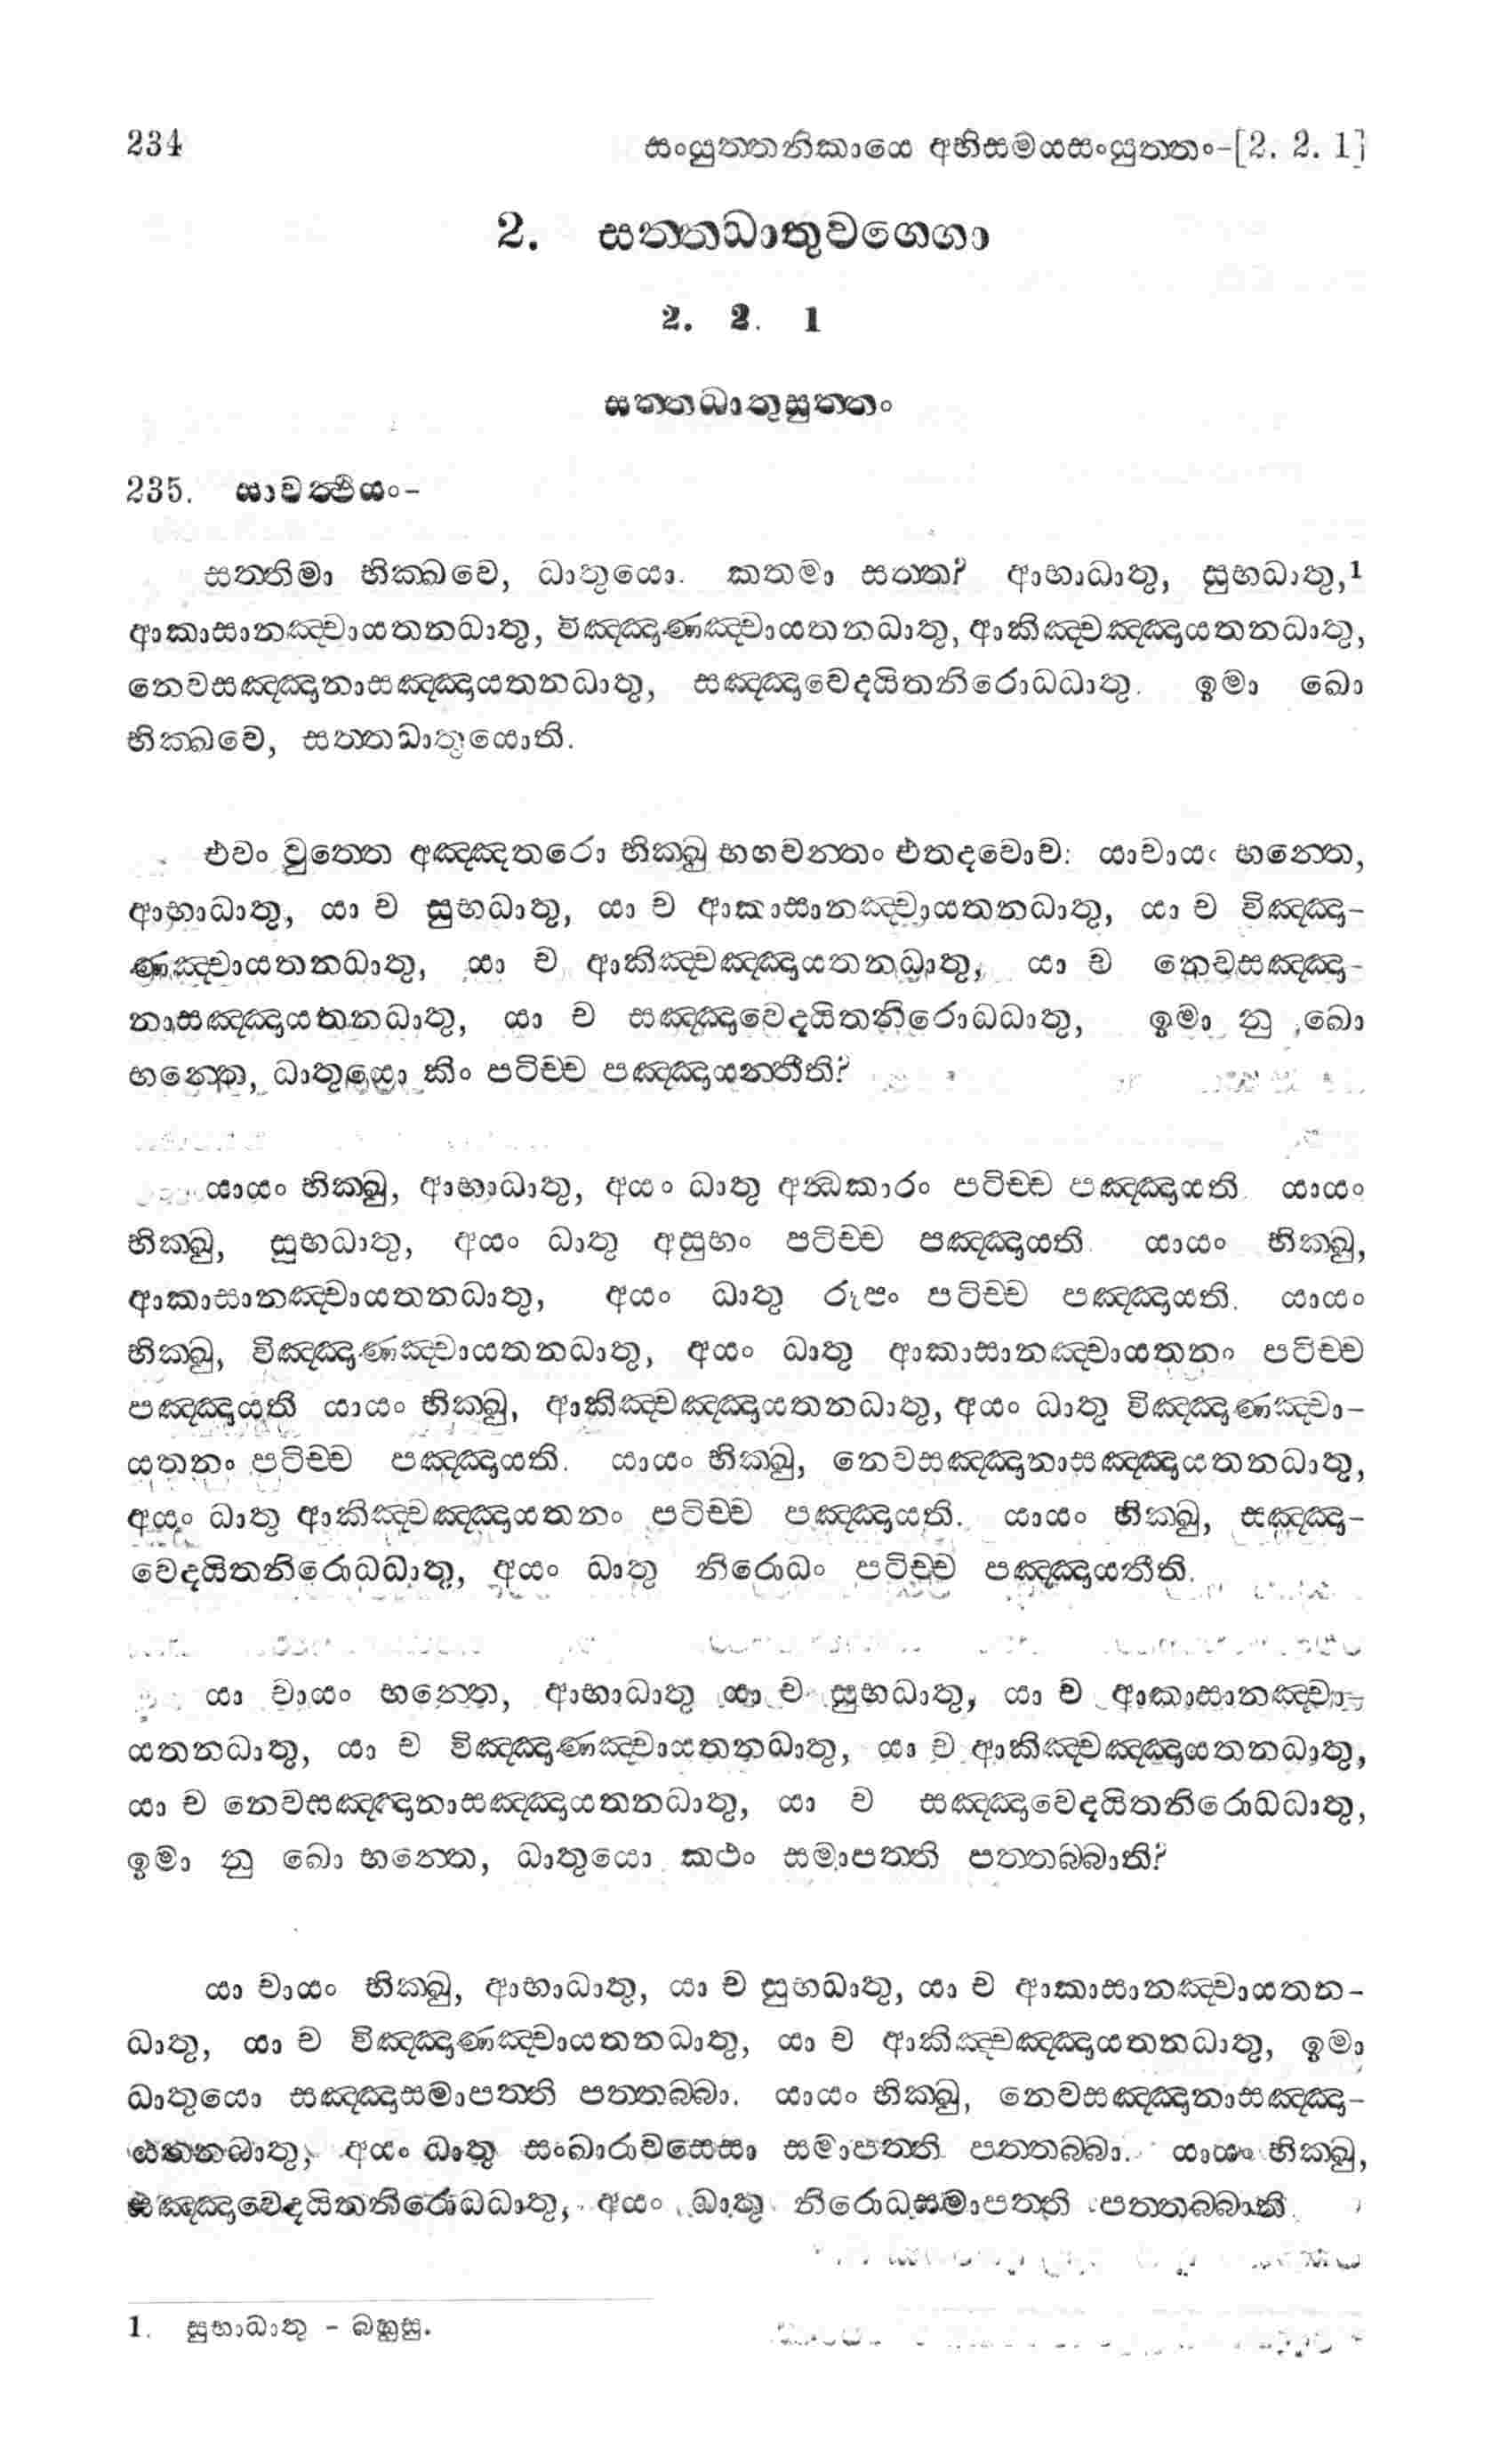 234 සංයුත්තනිකායෙ අභිසමයසංයුත්තං-[2. 2. 1]
2. සත්තධාතුවග්ගො
2. 2. 1
සත්තධාතුසුත්තං
235. සාවත්ථියං-
සත්තිමා භික්ඛවෙ, ධාතුයො. කතමා සත්ත? ආභාධාතු, සුභධාතු,¹
ආකාසානඤ්චායතනධාතු, විඤ්ඤාණඤ්චායතනධාතු, ආකිඤ්චඤ්ඤායතනධාතු,
නෙවසඤ්ඤානාසඤ්ඤායතනධාතු, සඤ්ඤාවෙදයිතනිරොධධාතු. ඉමා ඛො
භික්ඛවෙ, සත්තධාතුයොති.
එවං වුත්තෙ අඤ්ඤතරො භික්ඛු භගවන්තං එතදවොච: යාචායං භන්තෙ,
ආභාධාතු, යා ච සුභධාතු, යා ච ආකාසානඤ්චායතනධාතු, යා ච විඤ්ඤා-
ණඤ්චායතනධාතු, යා ච ආකිඤ්චඤ්ඤායතනධාතු, යා ච නෙවසඤ්ඤා-
නාසඤ්ඤායතනධාතු, යා ච සඤ්ඤාවෙදයිතනිරොධධාතු, ඉමා නු ඛො
භන්තෙ, ධාතුයො කිං පටිච්ච පඤ්ඤායන්තීති?
යායං භික්ඛු, ආභාධාතු, අයං ධාතු අන්ධකාරං පටිච්ච පඤ්ඤායති. යායං
භික්ඛු, සුභධාතු, අයං ධාතු අසුභං පටිච්ච පඤ්ඤායති. යායං භික්ඛු,
ආකාසානඤ්චායතනධාතු, අයං ධාතු රූපං පටිච්ච පඤ්ඤායති. යායං
භික්ඛු, විඤ්ඤාණඤ්චායතනධාතු, අයං ධාතු ආකාසානඤ්චායතනං පටිච්ච
පඤ්ඤායති යායං භික්ඛු, ආකිඤ්චඤ්ඤායතනධාතු, අයං ධාතු විඤ්ඤාණඤ්චා-
යතනං පටිච්ච පඤ්ඤායති. යායං භික්ඛු, නෙවසඤ්ඤානාසඤ්ඤායතනධාතු,
අයං ධාතු ආකිඤ්චඤ්ඤායතනං පටිච්ච පඤ්ඤායති. යායං භික්ඛු, සඤ්ඤා-
වෙදයිතනිරොධධාතු, අයං ධාතු නිරොධං පටිච්ච පඤ්ඤායතීති.
යා චායං භන්තෙ, ආභාධාතු යා ච සුභධාතු, යා ච ආකාසානඤ්චා-
යතනධාතු, යා ච විඤ්ඤාණඤ්චායතනධාතු, යා ච ආකිඤ්චඤ්ඤායතනධාතු,
යා ච නෙවසඤ්ඤානාසඤ්ඤායතනධාතු, යා ච සඤ්ඤාවෙදයිතනිරොධධාතු,
ඉමා නු ඛො භන්තෙ, ධාතුයො කථං සමාපත්ති පත්තබ්බාති?
යා චායං භික්ඛු, ආභාධාතු, යා ච සුභධාතු, යා ච ආකාසානඤ්චායතන-
ධාතු, යා ච විඤ්ඤාණඤ්චායතනධාතු, යා ච ආකිඤ්චඤ්ඤායතනධාතු, ඉමා
ධාතුයො සඤ්ඤාසමාපත්ති පත්තබ්බා. යායං භික්ඛු, නෙවසඤ්ඤානාසඤ්ඤා-
යතනධාතු, අයං ධාතු සංඛාරාවසෙසා සමාපත්ති පත්තබ්බා. යායං භික්ඛු,
සඤ්ඤාවෙදයිතනිරොධධාතු, අයං ධාතු නිරොධසමාපත්ති පත්තබ්බාති.
1. සුභාධාතු - බහුසු.